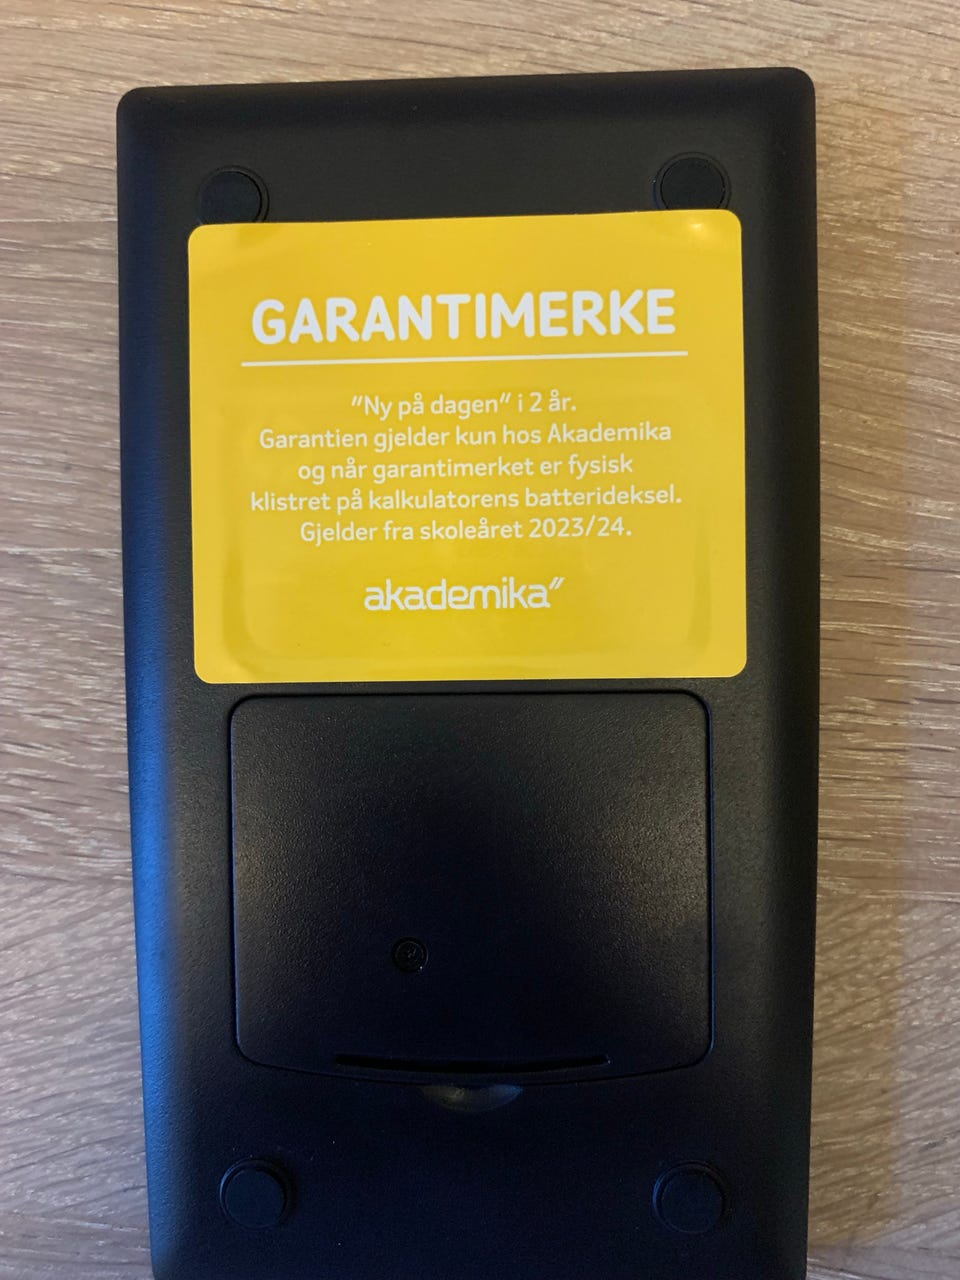 GARANTIMERKE
"Ny på dagen" i 2 år.
Garantien gjelder kun hos Akademika
og når garantimerket er fysisk
klistret på kalkulatorens batterideksel.
Gjelder fra skoleåret 2023/24.
akademika"